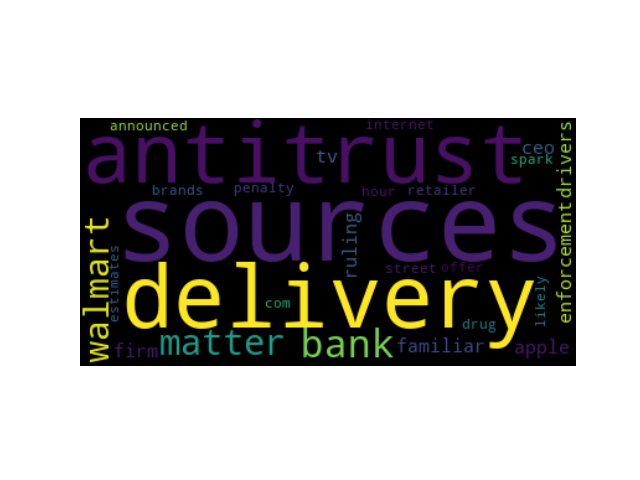 announced
internet
antitrust
tv
ceo
spark
brands
penalty
hour
retailer
drivers
sources
ruling
walmart
estimates
enforcement
street
offer
delivery
com
likely
drug
matter
bank
familiar
firm
apple